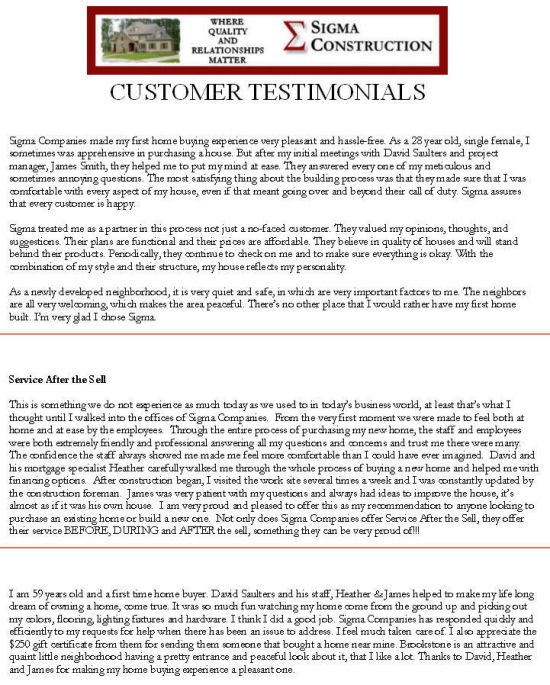 WHERE
QUALITY
AND
RELATIONSHIPS
MATTER
Σ SIGMA
CONSTRUCTION
CUSTOMER TESTIMONIALS
Sigma Companies made my first home buying experience very pleasant and hassle-free. As a 28 year old, single female, I
sometimes was apprehensive in purchasing a house. But after my initial meetings with David Saulters and project
manager, James Smith, they helped me to put my mind at ease. They answered every one of my meticulous and
sometimes annoying questions. The most satisfying thing about the building process was that they made sure that I was
comfortable with every aspect of my house, even if that meant going over and beyond their call of duty. Sigma assures
that every customer is happy.
Sigma treated me as a partner in this process not just a no-faced customer. They valued my opinions, thoughts, and
suggestions. Their plans are functional and their prices are affordable. They believe in quality of houses and will stand
behind their products. Periodically, they continue to check on me and to make sure everything is okay. With the
combination of my style and their structure, my house reflects my personality.
As a newly developed neighborhood, it is very quiet and safe, in which are very important factors to me. The neighbors
are all very welcoming, which makes the area peaceful. There's no other place that I would rather have my first home
built. I'm very glad I chose Sigma.
Service After the Sell
This is something we do not experience as much today as we used to in today's business world, at least that's what I
thought until I walked into the offices of Sigma Companies. From the very first moment we were made to feel both at
home and at ease by the employees. Through the entire process of purchasing my new home, the staff and employees
were both extremely friendly and professional answering all my questions and concerns and trust me there were many.
The confidence the staff always showed me made me feel more comfortable than I could have ever imagined. David and
his mortgage specialist Heather carefully walked me through the whole process of buying a new home and helped me with
financing options. After construction began, I visited the work site several times a week and I was constantly updated by
the construction foreman. James was very patient with my questions and always had ideas to improve the house, it's
almost as if it was his own house. I am very proud and pleased to offer this as my recommendation to anyone looking to
purchase an existing home or build a new one. Not only does Sigma Companies offer Service After the Sell, they offer
their service BEFORE, DURING and AFTER the sell, something they can be very proud of!!!
I am 59 years old and a first time home buyer. David Saulters and his staff, Heather & James helped to make my life long
dream of owning a home, come true. It was so much fun watching my home come from the ground up and picking out
my colors, flooring, lighting fixtures and hardware. I think I did a good job. Sigma Companies has responded quickly and
efficiently to my requests for help when there has been an issue to address. I feel much taken care of. I also appreciate the
$250 gift certificate from them for sending them someone that bought a home near mine. Brookstone is an attractive and
quaint little neighborhood having a pretty entrance and peaceful look about it, that I like a lot. Thanks to David, Heather
and James for making my home buying experience a pleasant one.